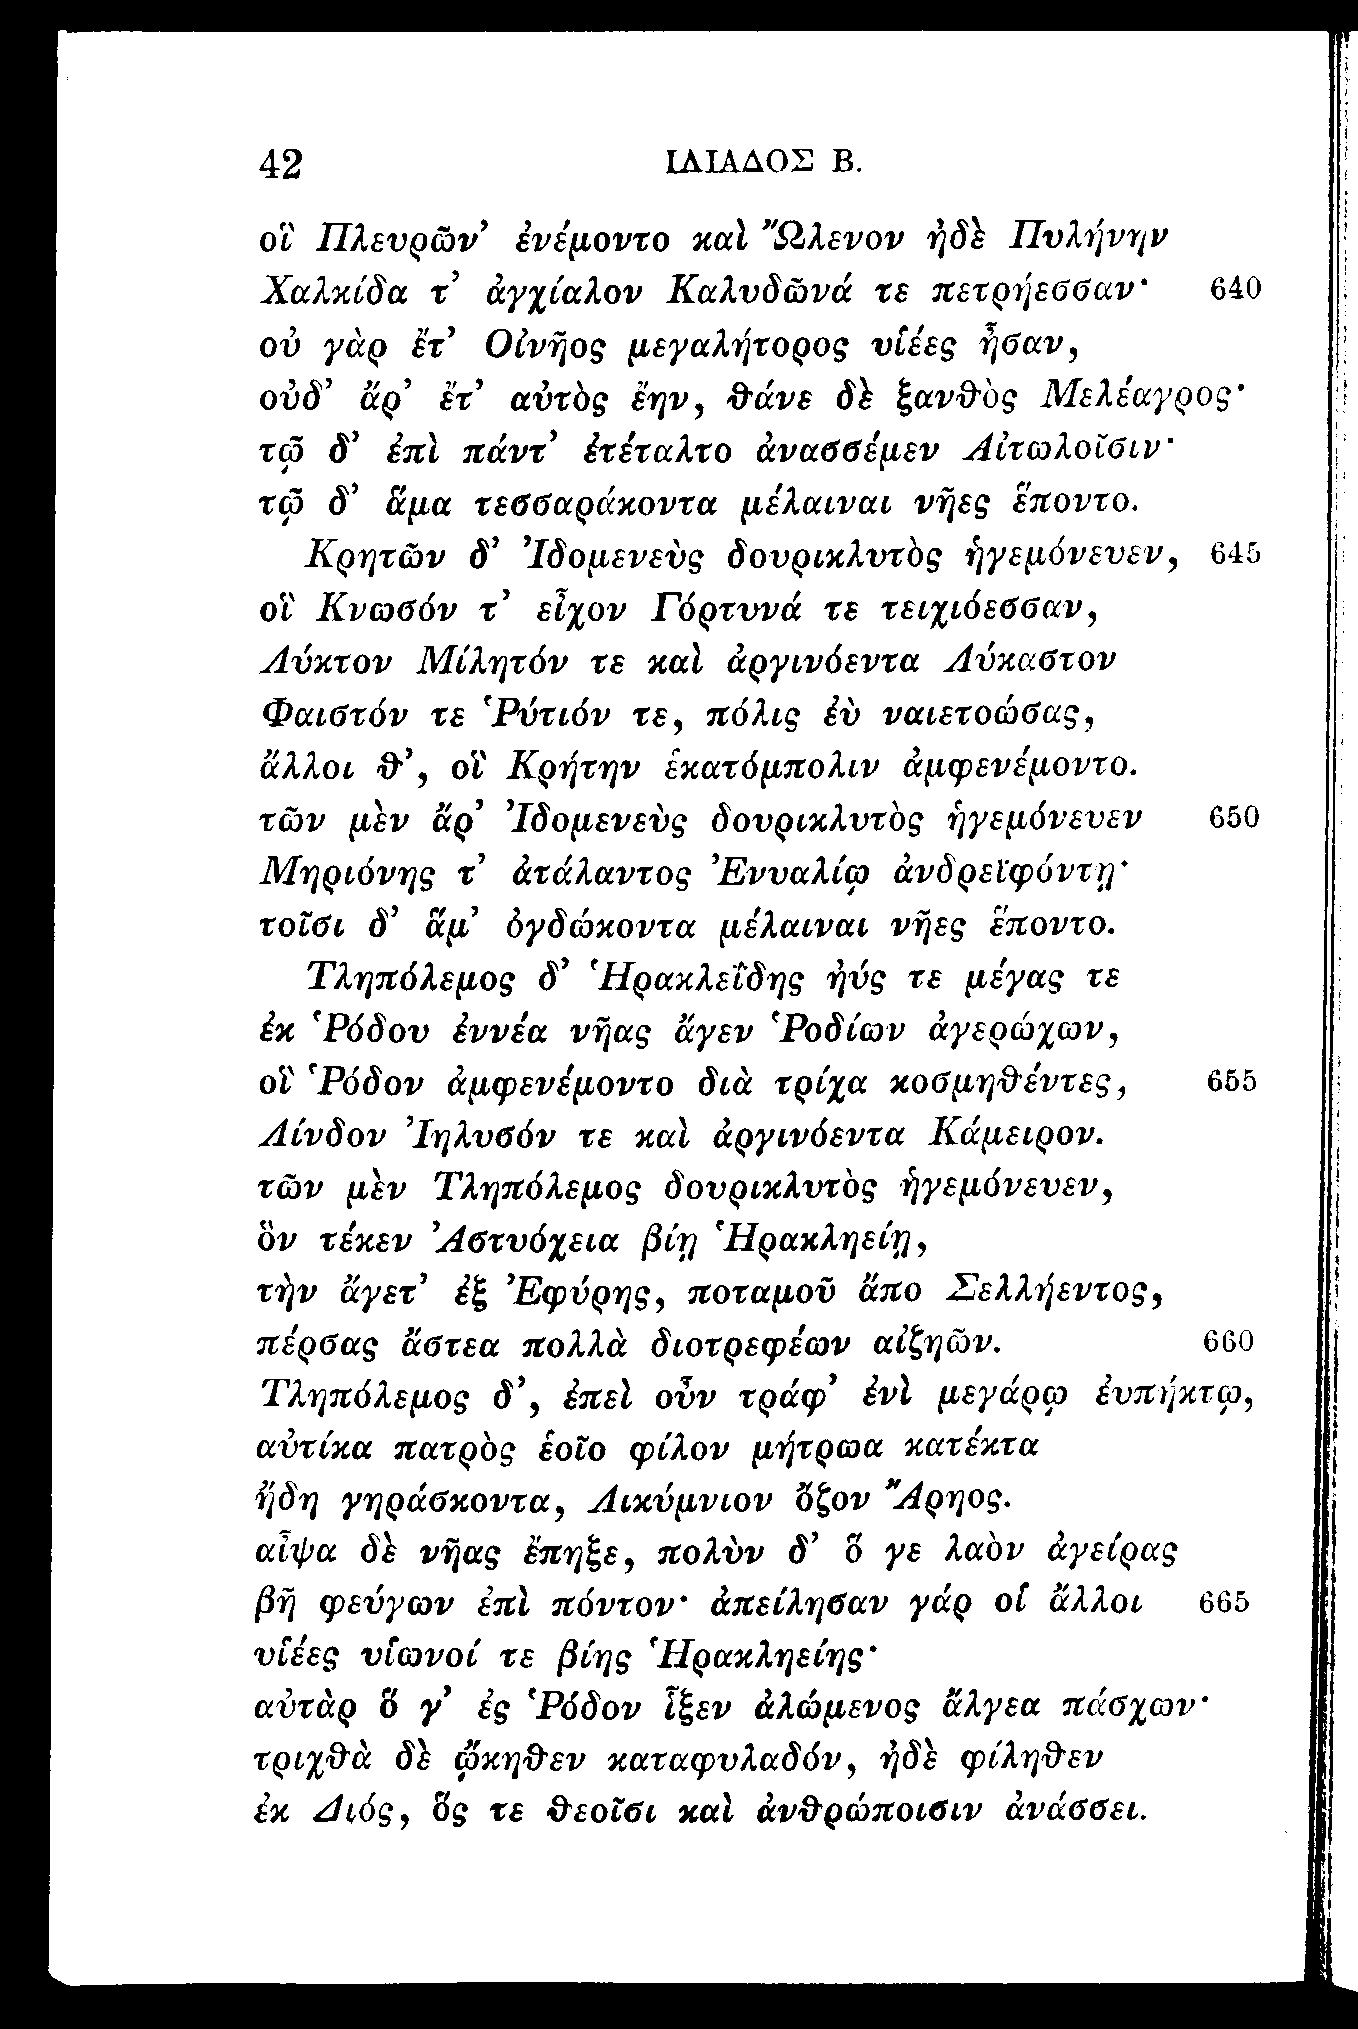 42 ΙΛΙΑΔΟΣ Β.
οἳ Πλευρῶν’ ἐνέμοντο καὶ Ὤλενον ἠδὲ Πυλήνην
Χαλκίδα τ’ ἀγχίαλον Καλυδῶνά τε πετρήεσσαν· 640
οὐ γὰρ ἔτ’ Οἰνῆος μεγαλήτορος υἱέες ἦσαν,
οὐδ’ ἄρ’ ἔτ’ αὐτὸς ἔην, θάνε δὲ ξανθὸς Μελέαγρος·
τῷ δ’ ἐπὶ πάντ’ ἐτέταλτο ἀνασσέμεν Αἰτωλοῖσιν·
τῷ δ’ ἅμα τεσσαράκοντα μέλαιναι νῆες ἕποντο.
Κρητῶν δ’ Ἰδομενεὺς δουρικλυτὸς ἡγεμόνευεν, 645
οἳ Κνωσόν τ’ εἶχον Γόρτυνά τε τειχιόεσσαν,
Λύκτον Μίλητόν τε καὶ ἀργινόεντα Λύκαστον
Φαιστόν τε Ῥύτιόν τε, πόλις ἐὺ ναιετοώσας,
ἄλλοι θ’, οἳ Κρήτην ἑκατόμπολιν ἀμφενέμοντο.
τῶν μὲν ἄρ’ Ἰδομενεὺς δουρικλυτὸς ἡγεμόνευεν 650
Μηριόνης τ’ ἀτάλαντος Ἐνυαλίῳ ἀνδρεϊφόντῃ·
τοῖσι δ’ ἅμ’ ὀγδώκοντα μέλαιναι νῆες ἕποντο.
Τληπόλεμος δ’ Ἡρακλεΐδης ἠύς τε μέγας τε
ἐκ Ῥόδου ἐννέα νῆας ἄγεν Ῥοδίων ἀγερώχων,
οἳ Ῥόδον ἀμφενέμοντο διὰ τρίχα κοσμηθέντες, 655
Λίνδον Ἰηλυσόν τε καὶ ἀργινόεντα Κάμειρον.
τῶν μὲν Τληπόλεμος δουρικλυτὸς ἡγεμόνευεν,
ὃν τέκεν Ἀστυόχεια βίῃ Ἡρακληείῃ,
τὴν ἄγετ’ ἐξ Ἐφύρης, ποταμοῦ ἄπο Σελλήεντος,
πέρσας ἄστεα πολλὰ διοτρεφέων αἰζηῶν. 660
Τληπόλεμος δ’, ἐπεὶ οὖν τράφ’ ἐνὶ μεγάρῳ ἐυπήκτῳ,
αὐτίκα πατρὸς ἑοῖο φίλον μήτρωα κατέκτα
ἤδη γηράσκοντα, Λικύμνιον ὄζον Ἄρηος.
αἶψα δὲ νῆας ἔπηξε, πολὺν δ’ ὅ γε λαὸν ἀγείρας
βῆ φεύγων ἐπὶ πόντον· ἀπείλησαν γάρ οἱ ἄλλοι 665
υἱέες υἱωνοί τε βίης Ἡρακληείης·
αὐτὰρ ὅ γ’ ἐς Ῥόδον ἷξεν ἀλώμενος ἄλγεα πάσχων·
τριχθὰ δὲ ᾤκηθεν καταφυλαδόν, ἠδὲ φίληθεν
ἐκ Διός, ὅς τε θεοῖσι καὶ ἀνθρώποισιν ἀνάσσει.